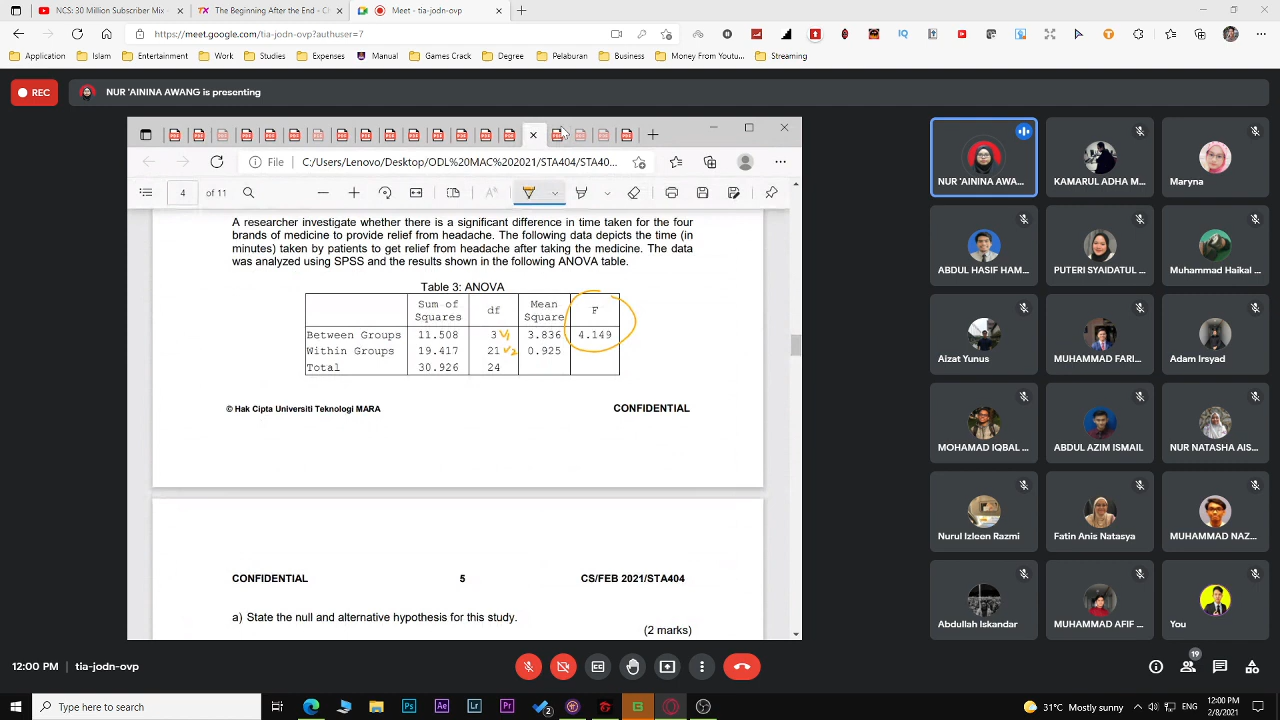 NCS: 30 Million Subscriber Mix -
The Beginning After the End - Cl
Meet - tia-jodn-ovp
https://meet.google.com/tia-jodn-ovp?authuser=7
Application
Islam
Entertainment
Work
Studies
Expenses
Manual
Games Crack
Degree
Pelaburan
Business
Money From Youtu...
Streaming
REC
NUR 'AININA AWANG is presenting
File
C:/Users/Lenovo/Desktop/ODL%20MAC%202021/STA404/STA40...
4 of 11
A researcher investigate whether there is a significant difference in time taken for the four
brands of medicine to provide relief from headache. The following data depicts the time (in
minutes) taken by patients to get relief from headache after taking the medicine. The data
was analyzed using SPSS and the results shown in the following ANOVA table.
Table 3: ANOVA
Sum of Squares df Mean Square F
Between Groups 11.508 3 V1 3.836 4.149
Within Groups 19.417 21 V2 0.925
Total 30.926 24
© Hak Cipta Universiti Teknologi MARA CONFIDENTIAL
CONFIDENTIAL 5 CS/FEB 2021/STA404
a) State the null and alternative hypothesis for this study.
(2 marks)
NUR 'AININA AWA...
KAMARUL ADHA M...
Maryna
ABDUL HASIF HAM...
PUTERI SYAIDATUL ...
Muhammad Haikal ...
Aizat Yunus
MUHAMMAD FARI...
Adam Irsyad
MOHAMAD IQBAL ...
ABDUL AZIM ISMAIL
NUR NATASHA AIS...
Nurul Izleen Razmi
Fatin Anis Natasya
MUHAMMAD NAZ...
Abdullah Iskandar
MUHAMMAD AFIF ...
You
12:00 PM tia-jodn-ovp
19
Type here to search
31°C Mostly sunny
ENG
12:00 PM
2/8/2021